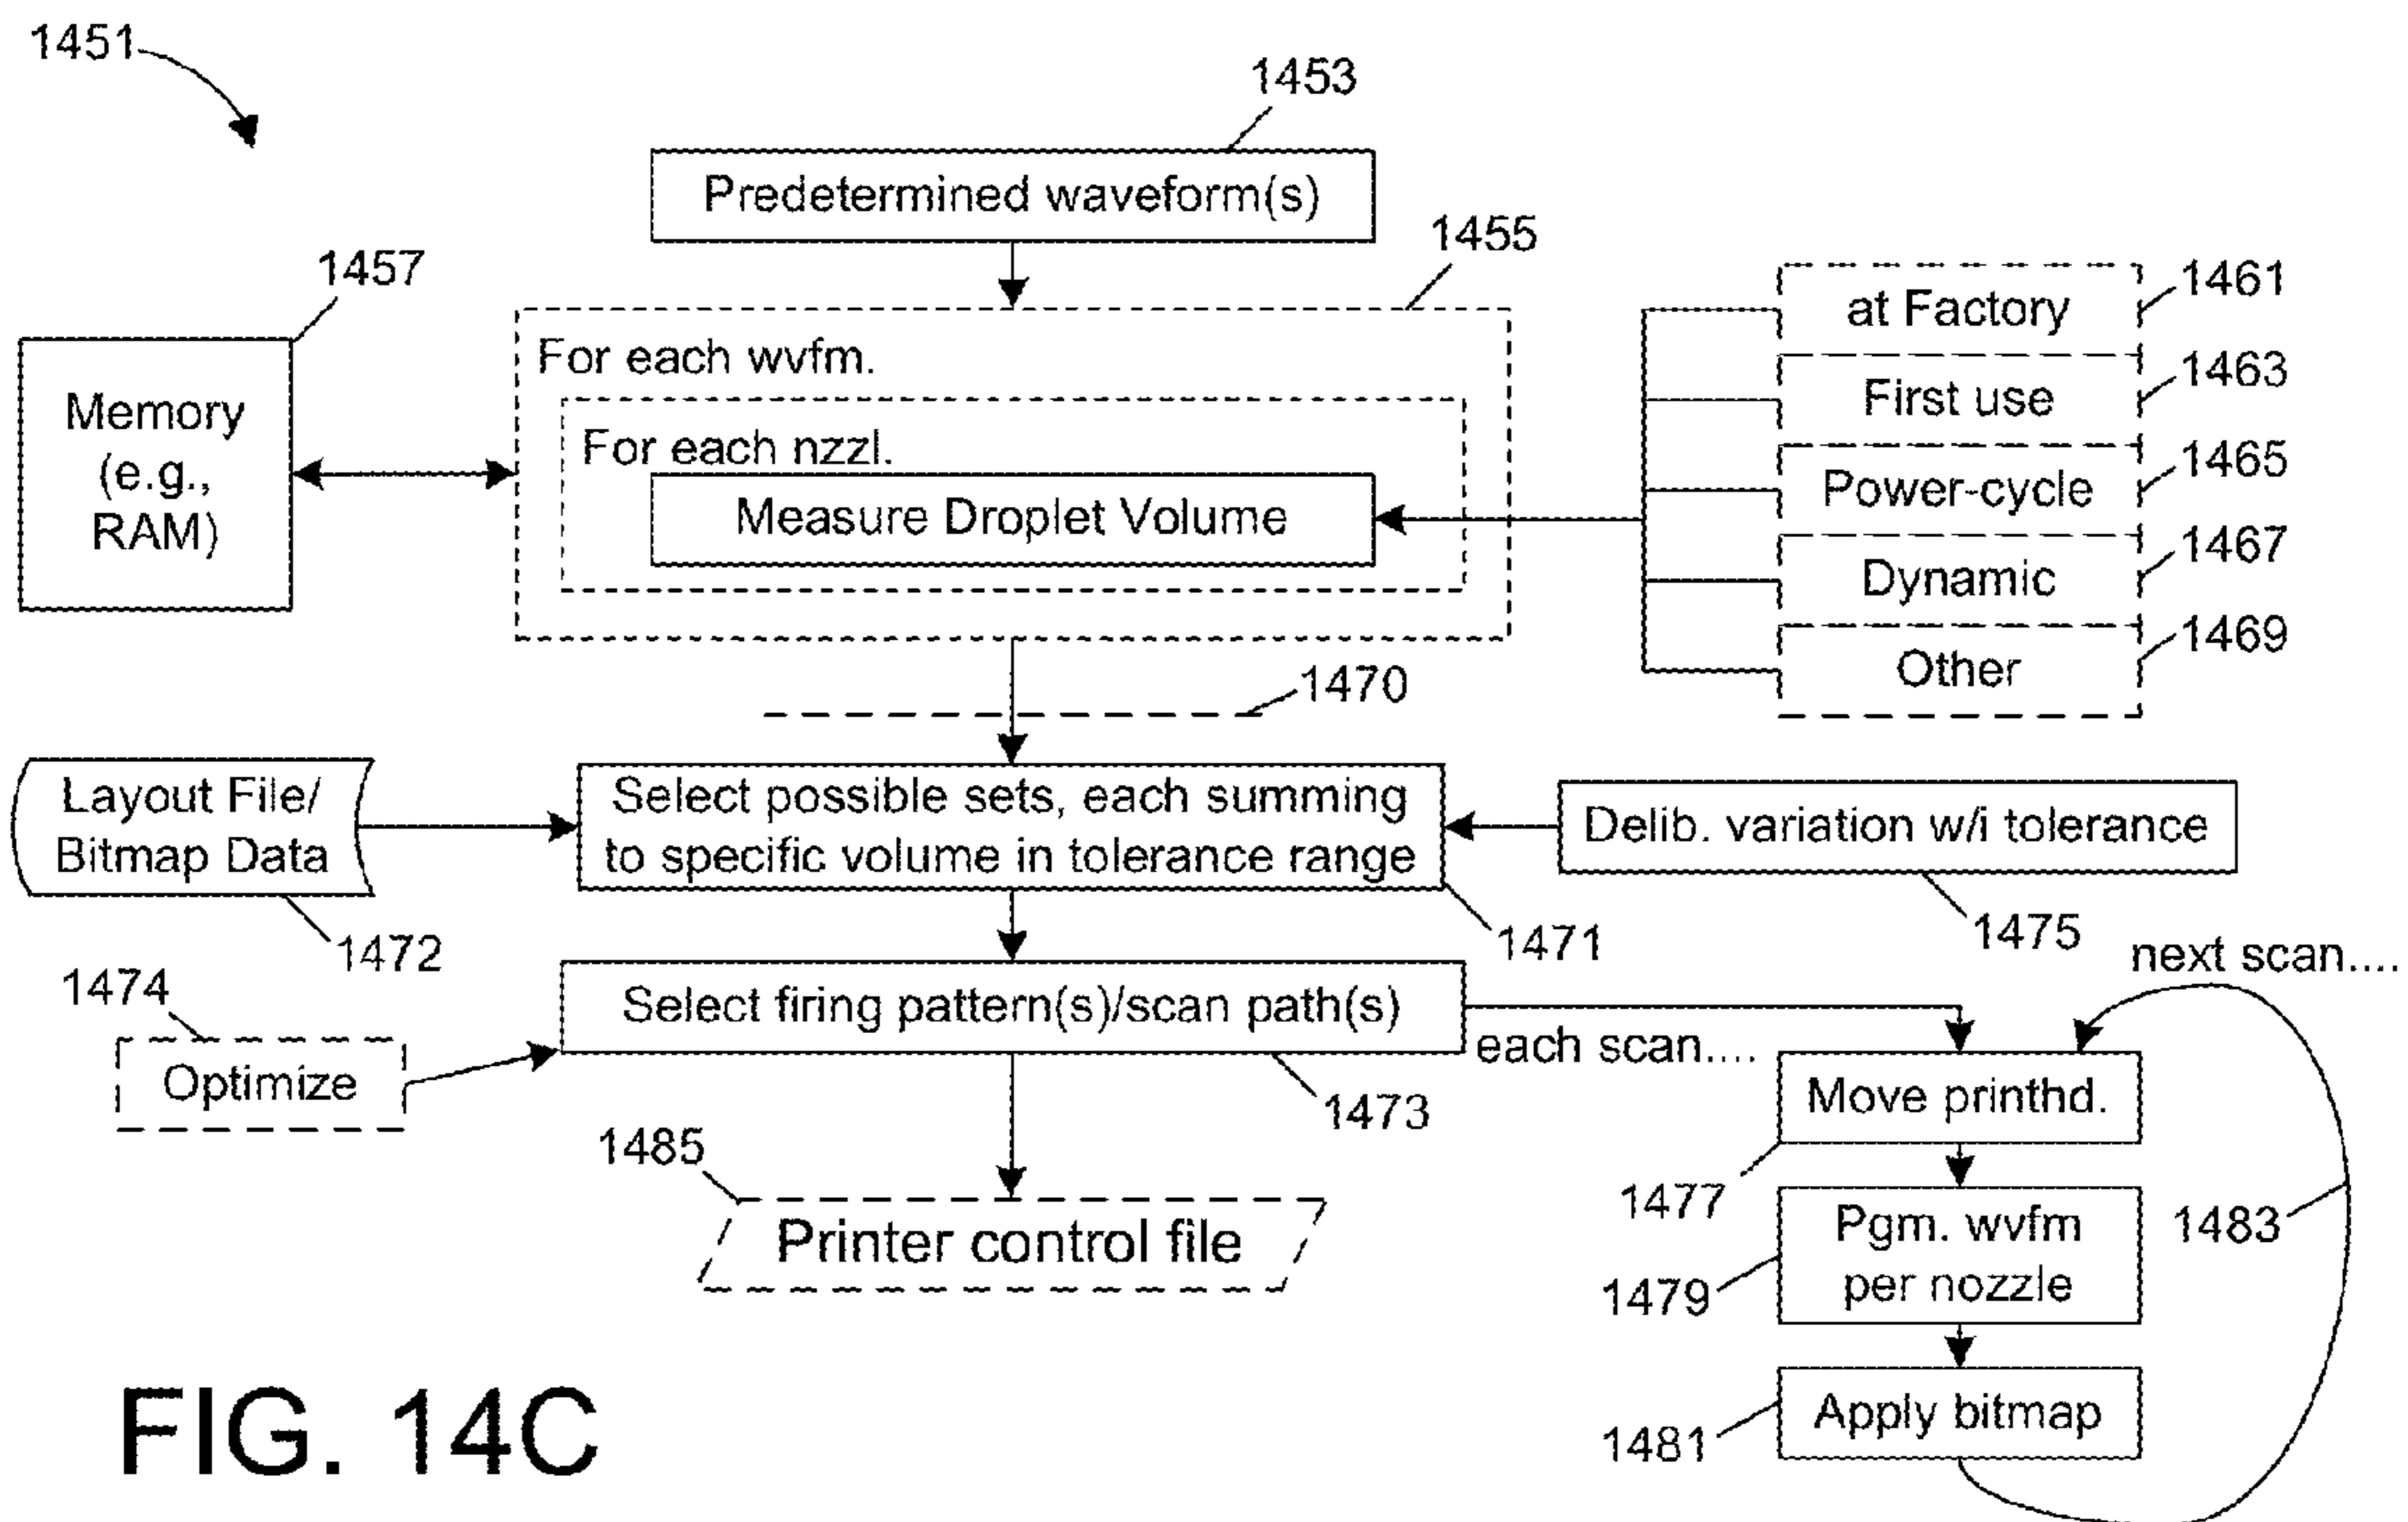 1451
1453
Predetermined waveform(s)
1455
1457
Memory
(e.g.,
RAM)
For each wvfm.
For each nzzl.
Measure Droplet Volume
at Factory
1461
First use
1463
Power-cycle
1465
Dynamic
1467
Other
1469
1470
Layout File/
Bitmap Data
1472
Select possible sets, each summing
to specific volume in tolerance range
1471
Delib. variation w/i tolerance
1475
next scan....
1474
Optimize
Select firing pattern(s)/scan path(s)
1473
each scan....
Move printhd.
1477
1485
Printer control file
Pgm. wvfm
per nozzle
1479
1483
Apply bitmap
1481
FIG. 14C